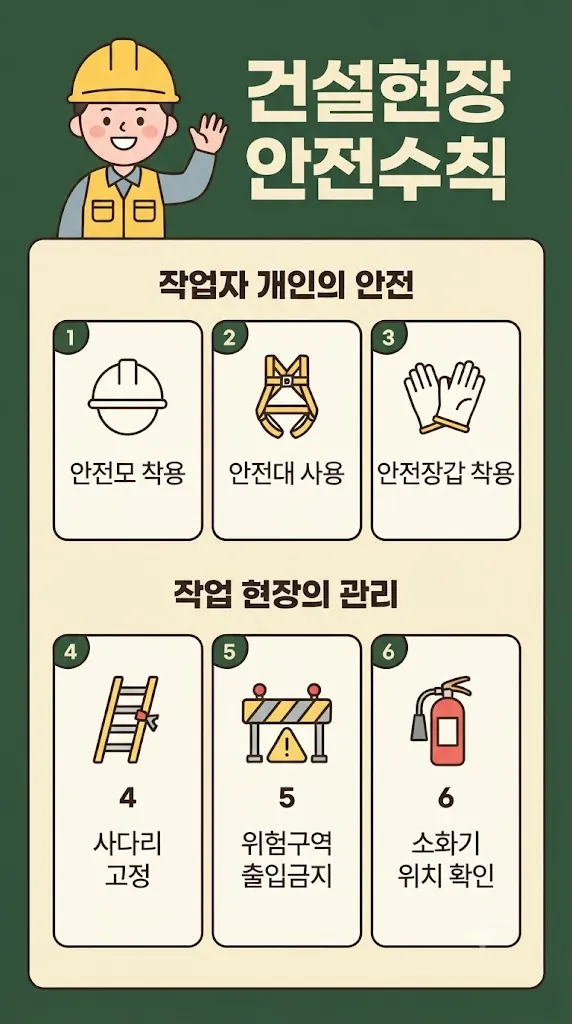 건설현장
안전수칙
작업자 개인의 안전
1
안전모 착용
2
안전대 사용
3
안전장갑 착용
작업 현장의 관리
4
4
사다리
고정
5
5
위험구역
출입금지
6
6
소화기
위치 확인